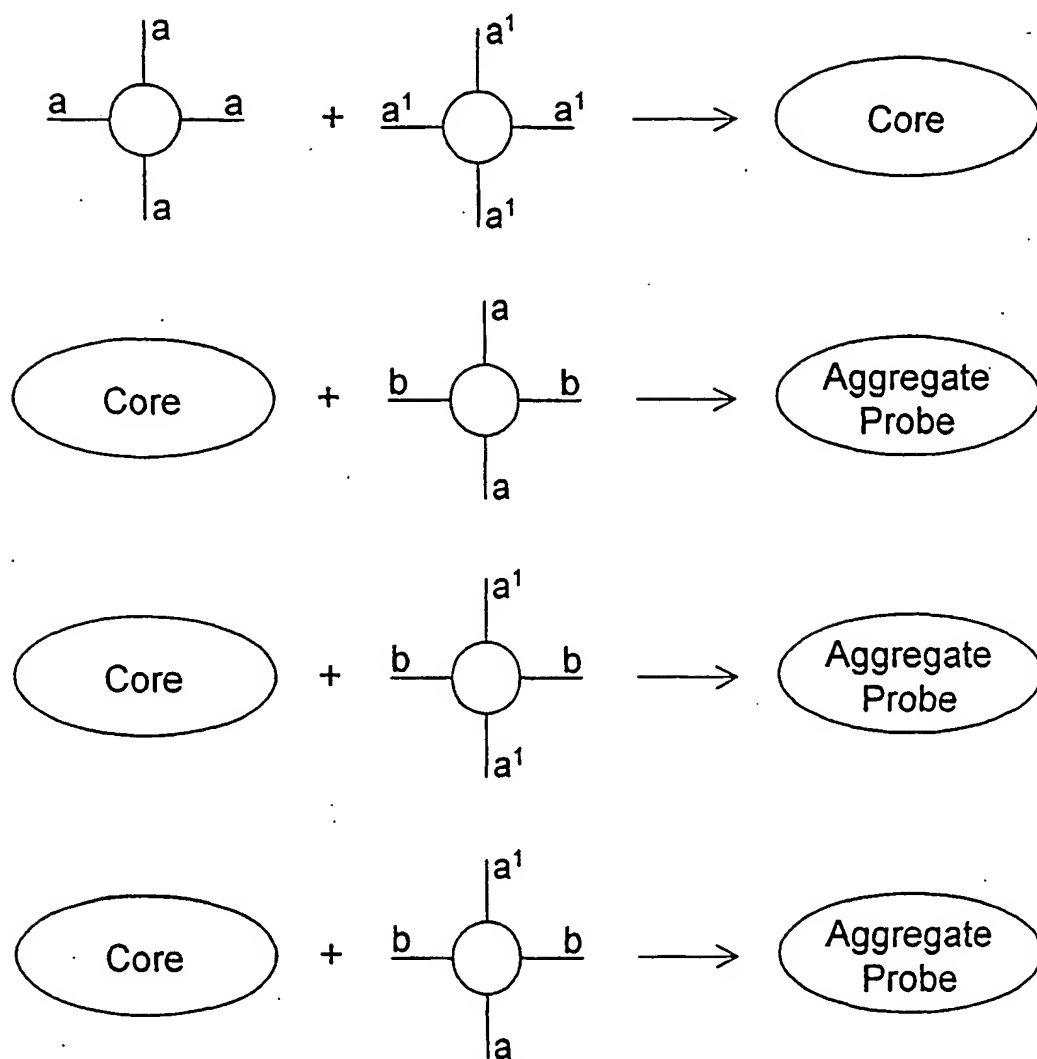 a a¹
a a + a¹ a¹ Core
a a¹
a
Core + b b Aggregate
Probe
a
a¹
Core + b b Aggregate
Probe
a¹
a¹
Core + b b Aggregate
Probe
a